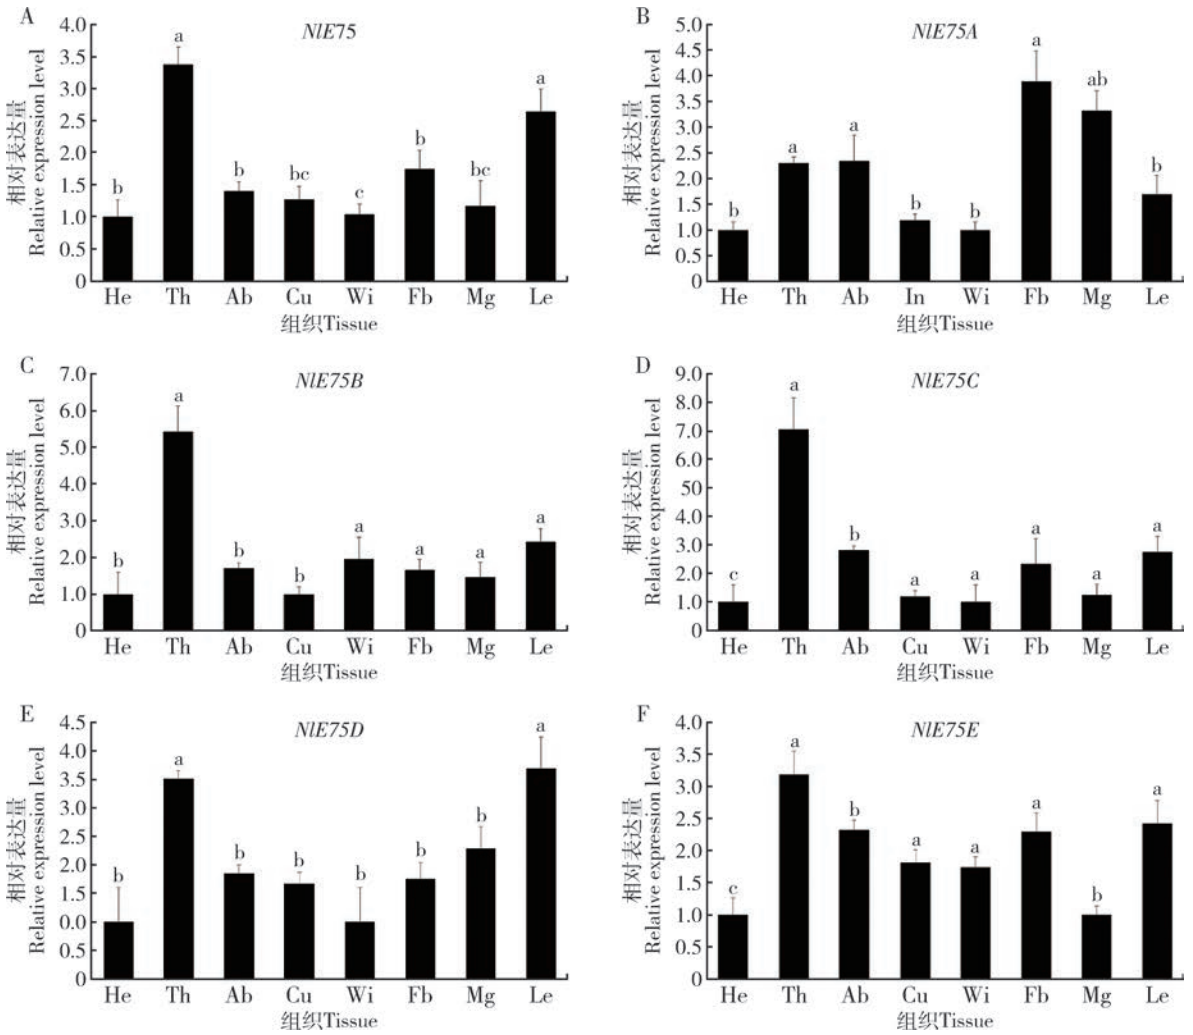 A
NlE75
相对表达量
Relative expression level
4.0
3.5
3.0
2.5
2.0
1.5
1.0
0.5
0
b
a
b
bc
c
b
bc
a
He Th Ab Cu Wi Fb Mg Le
组织Tissue
B
NlE75A
相对表达量
Relative expression level
5.0
4.5
4.0
3.5
3.0
2.5
2.0
1.5
1.0
0.5
0
b
a
a
b
b
a
ab
b
He Th Ab In Wi Fb Mg Le
组织Tissue
C
NlE75B
相对表达量
Relative expression level
7.0
6.0
5.0
4.0
3.0
2.0
1.0
0
b
a
b
b
a
a
a
a
He Th Ab Cu Wi Fb Mg Le
组织Tissue
D
NlE75C
相对表达量
Relative expression level
9.0
8.0
7.0
6.0
50
4.0
3.0
2.0
1.0
0
c
a
b
a
a
a
a
a
He Th Ab Cu Wi Fb Mg Le
组织Tissue
E
NlE75D
相对表达量
Relative expression level
4.5
4.0
3.5
3.0
2.5
2.0
1.5
0.0
0.5
0
b
a
b
b
b
b
b
a
He Th Ab Cu Wi Fb Mg Le
组织Tissue
F
NlE75E
相对表达量
Relative expression level
4.0
3.5
3.0
2.5
2.0
1.5
1.0
0.5
0
c
a
b
a
a
a
b
a
He Th Ab Cu Wi Fb Mg Le
组织Tissue